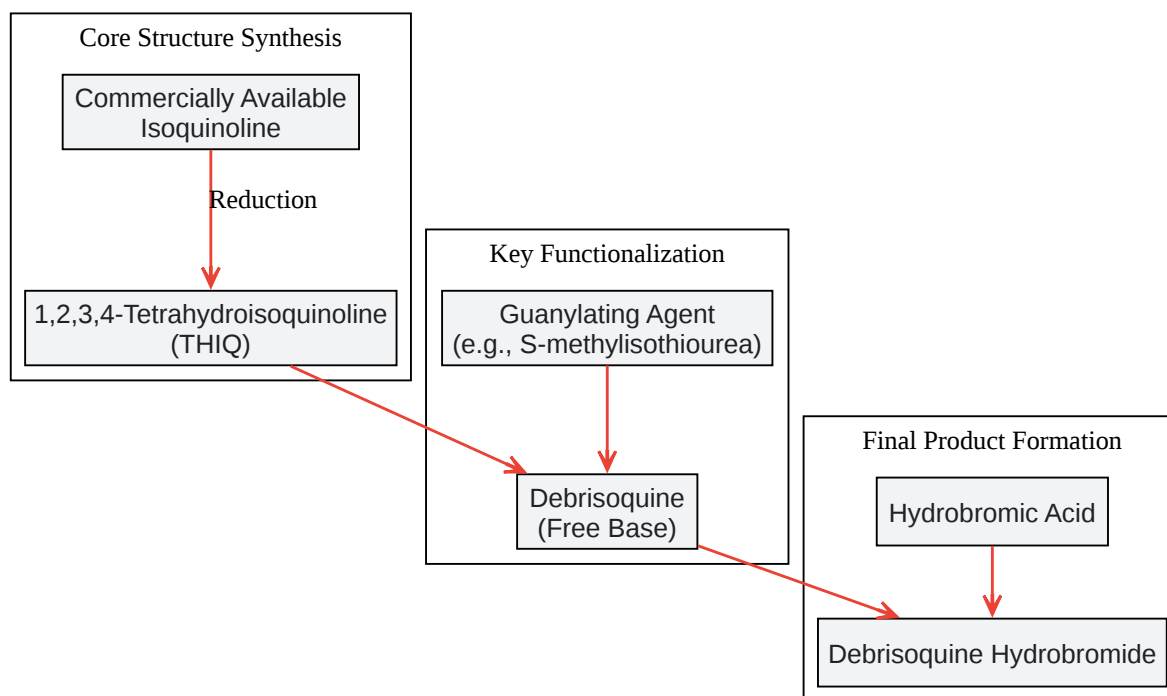 Core Structure Synthesis
Commercially Available
Isoquinoline
Reduction
1,2,3,4-Tetrahydroisoquinoline
(THIQ)
Key Functionalization
Guanylating Agent
(e.g., S-methylisothiourea)
Debrisoquine
(Free Base)
Final Product Formation
Hydrobromic Acid
Debrisoquine Hydrobromide